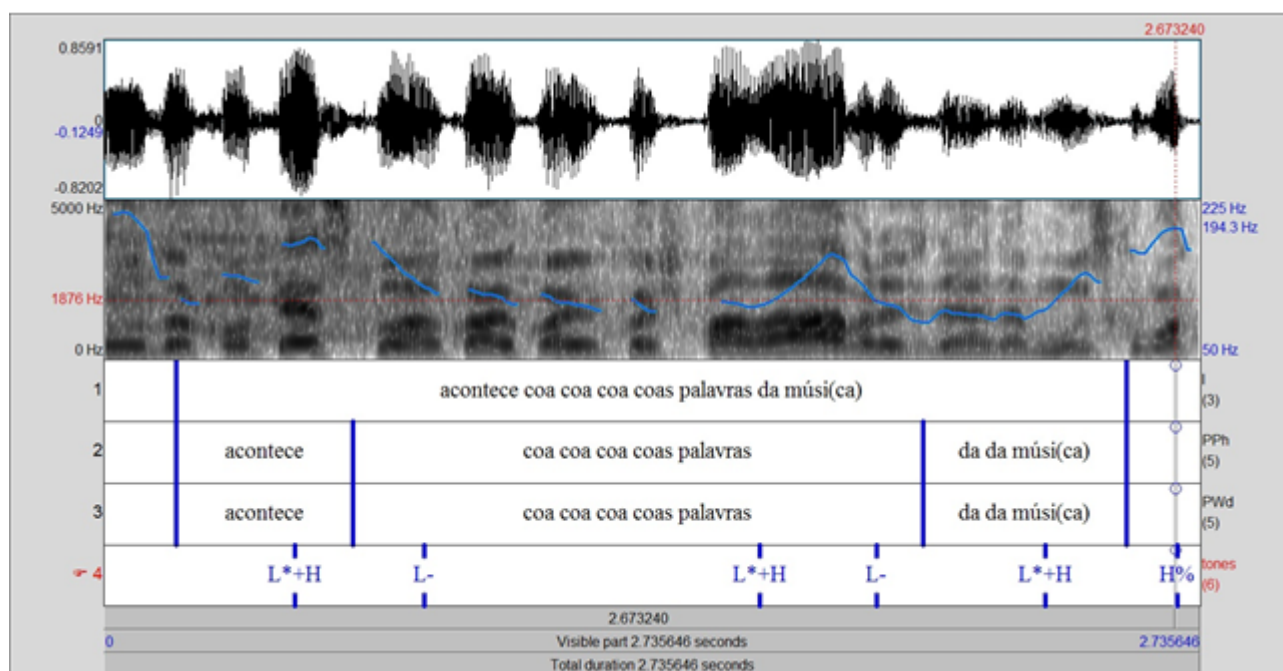 2.673240
0.8591
0
-0.1249
-0.8202
5000 Hz
225 Hz
194.3 Hz
1876 Hz
0 Hz
50 Hz
1 acontece coa coa coa coas palavras da músi(ca) I (3)
2 acontece coa coa coa coas palavras da da músi(ca) PPh (5)
3 acontece coa coa coa coas palavras da da músi(ca) PWd (5)
☞ 4 L*+H L- L*+H L- L*+H H% tones (6)
2.673240
0 Visible part 2.735646 seconds 2.735646
Total duration 2.735646 seconds